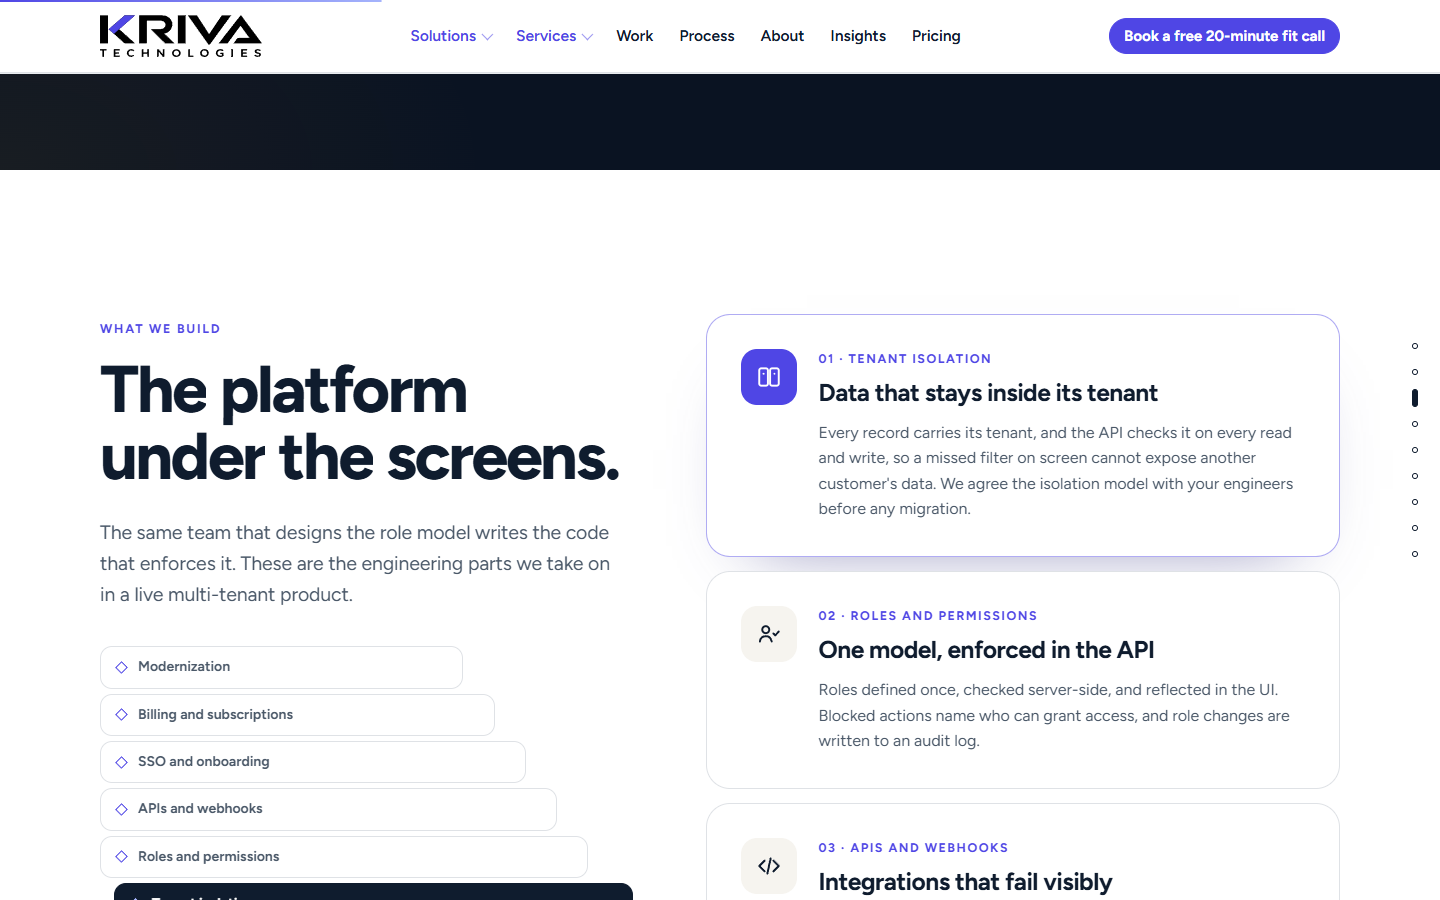 KRIVA
TECHNOLOGIES
Solutions
Services
Work
Process
About
Insights
Pricing
Book a free 20-minute fit call
WHAT WE BUILD
The platform
under the screens.
The same team that designs the role model writes the code
that enforces it. These are the engineering parts we take on
in a live multi-tenant product.
Modernization
Billing and subscriptions
SSO and onboarding
APIs and webhooks
Roles and permissions
01 · TENANT ISOLATION
Data that stays inside its tenant
Every record carries its tenant, and the API checks it on every read
and write, so a missed filter on screen cannot expose another
customer's data. We agree the isolation model with your engineers
before any migration.
02 · ROLES AND PERMISSIONS
One model, enforced in the API
Roles defined once, checked server-side, and reflected in the UI.
Blocked actions name who can grant access, and role changes are
written to an audit log.
03 · APIS AND WEBHOOKS
Integrations that fail visibly